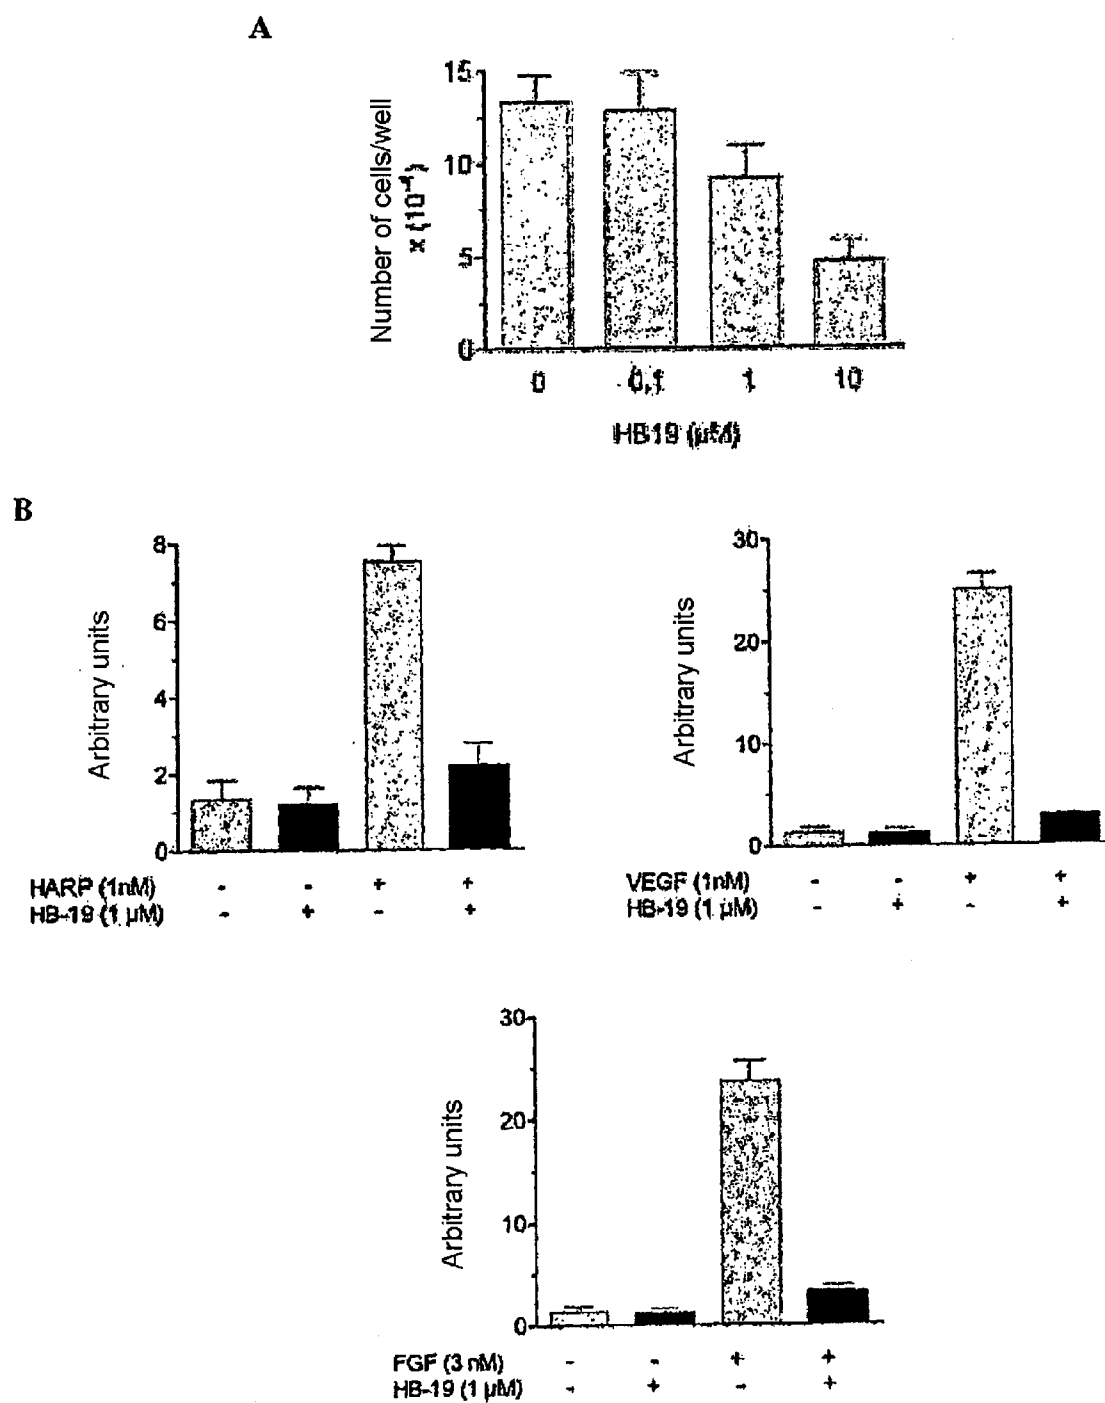 A
15
10
5
0
Number of cells/well
x (10⁻⁴)
0 0,1 1 10
HB19 (µM)
B
8
6
4
2
0
Arbitrary units
HARP (1nM) - - + +
HB-19 (1 µM) - + - +
30
20
10
0
Arbitrary units
VEGF (1nM) - - + +
HB-19 (1 µM) - + - +
30
20
10
0
Arbitrary units
FGF (3 nM) - - + +
HB-19 (1 µM) - + - +